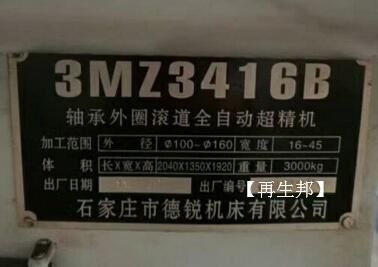 3MZ3416B
轴承外圈滚道全自动超精机
加工范围 外径 Φ100~Φ160 宽度 16-45
体积 长X宽X高 2040X1350X1920 重量 3000kg
出厂日期 出厂编号
【再生邦】
石家庄市德锐机床有限公司